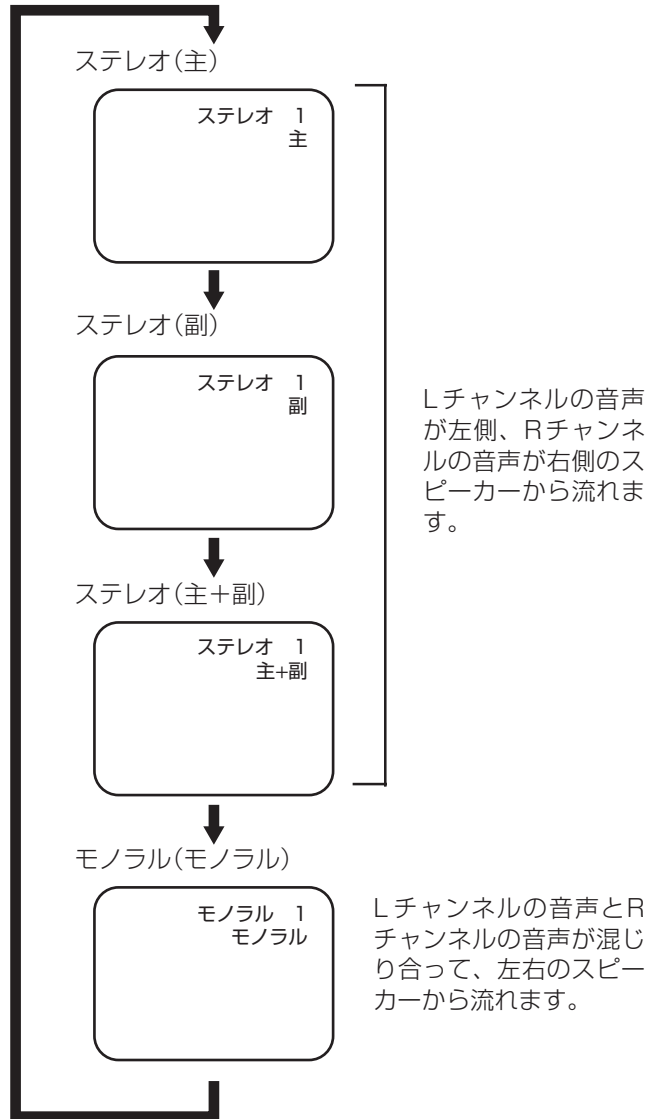 ステレオ(主)
ステレオ 1
主
ステレオ(副)
ステレオ 1
副
Lチャンネルの音声
が左側、Rチャンネ
ルの音声が右側のス
ピーカーから流れま
す。
ステレオ(主＋副)
ステレオ 1
主+副
モノラル(モノラル)
モノラル 1
モノラル
Lチャンネルの音声とR
チャンネルの音声が混じ
り合って、左右のスピー
カーから流れます。